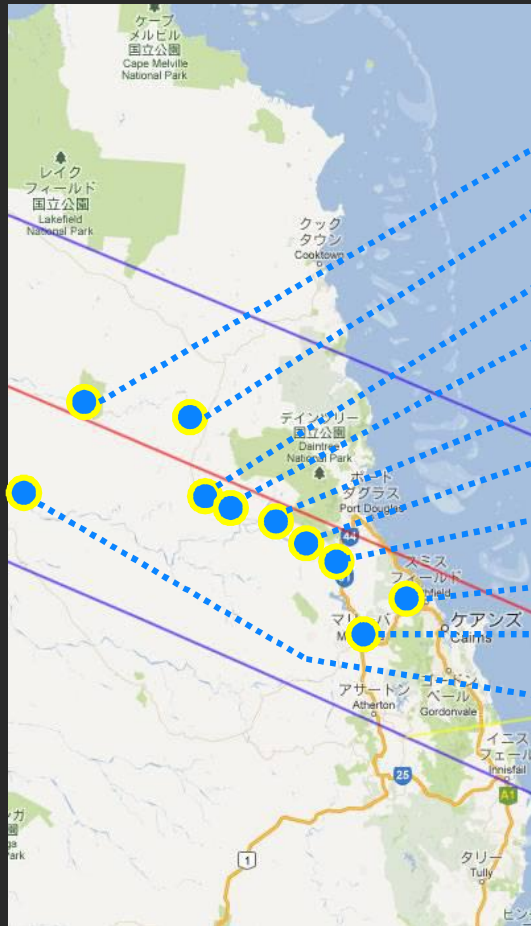 ケープ
メルビル
国立公園
Cape Melville
National Park
レイク
フィールド
国立公園
Lakefield
National Park
クック
タウン
Cooktown
デインツリー
国立公園
Daintree
National Park
ポート
ダグラス
Port Douglas
44
スミス
フィールド
field
マリーバ
ケアンズ
Cairns
アサートン
Atherton
ゴードン
ベール
Gordonvale
イニス
フェール
Innisfail
25
A1
1
タリー
Tully
ark
ヒン